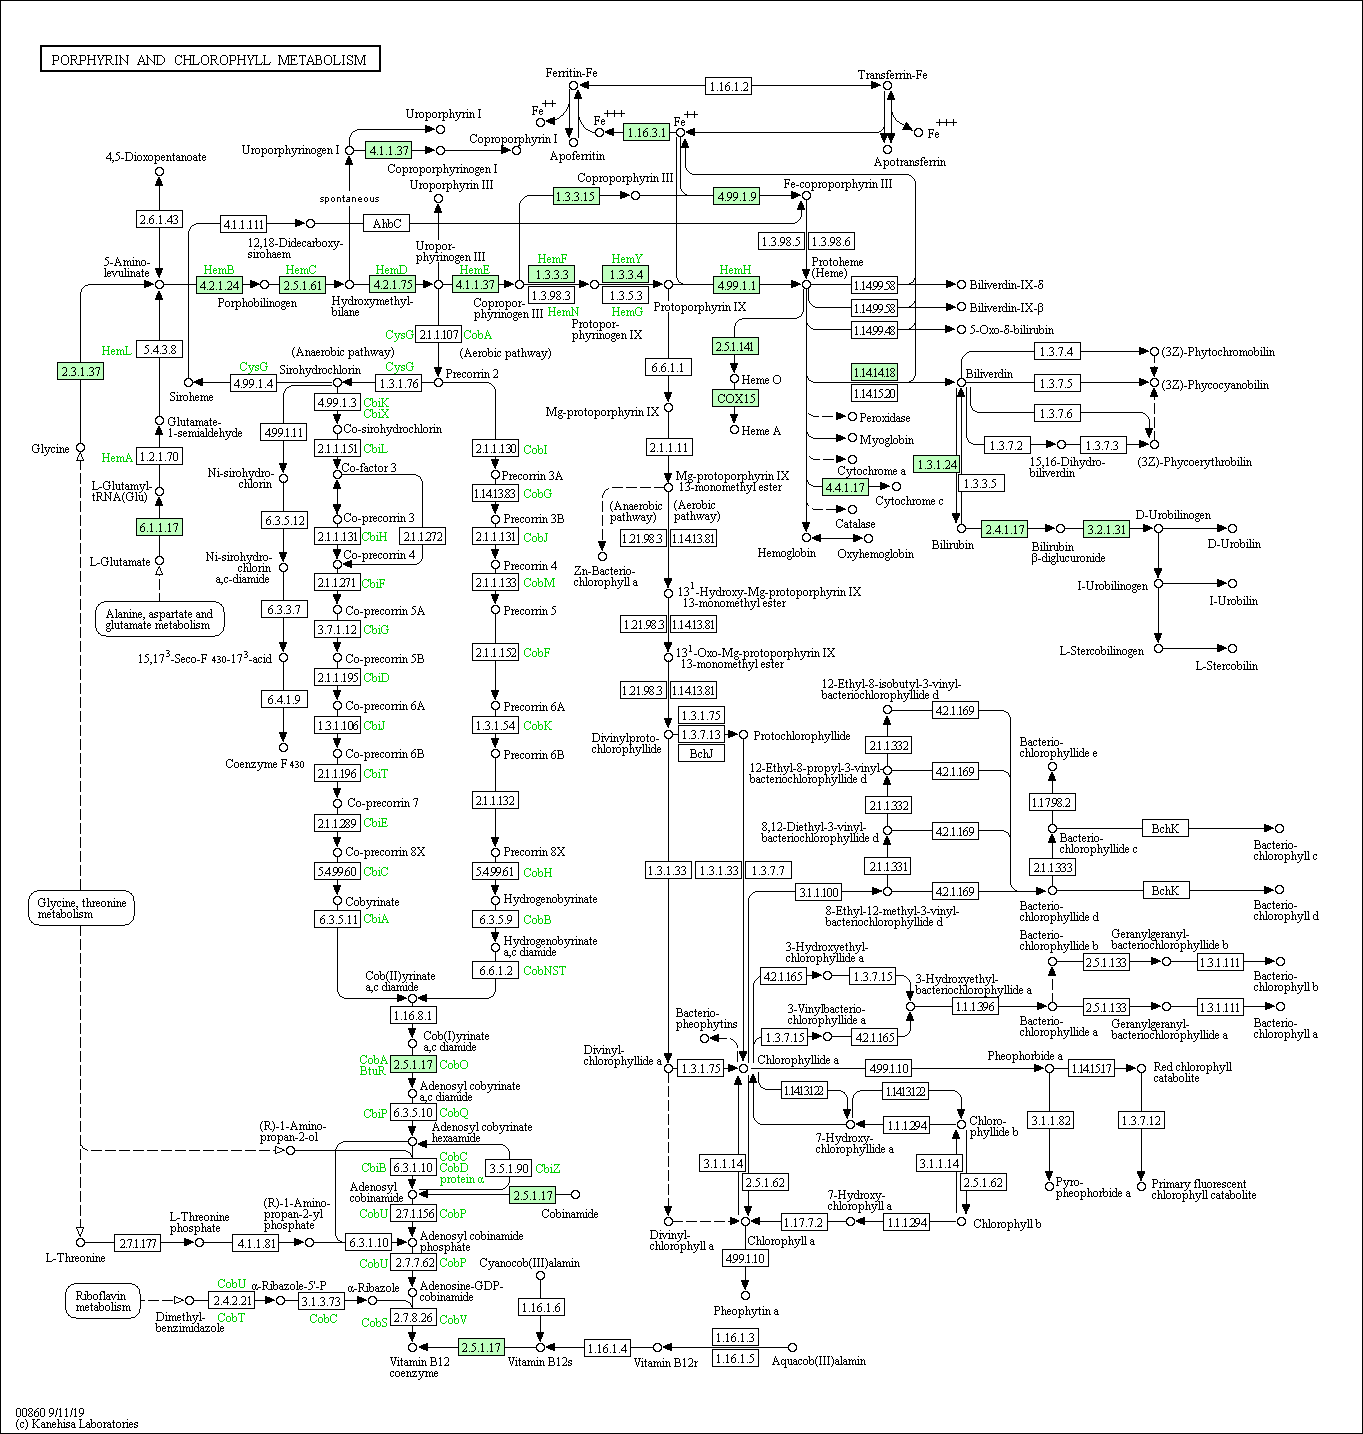 PORPHYRIN AND CHLOROPHYLL METABOLISM
Ferritin-Fe
1.16.1.2
Transferrin-Fe
Fe++
Fe+++
1.16.3.1
Fe++
Fe+++
Apoferritin
Apotransferrin
Uroporphyrin I
Uroporphyrinogen I
4.1.1.37
Coproporphyrin I
Coproporphyrinogen I
Uroporphyrin III
4,5-Dioxopentanoate
2.6.1.43
spontaneous
Coproporphyrin III
1.3.3.15
4.99.1.9
Fe-coproporphyrin III
4.1.1.111
AhbC
12,18-Didecarboxy-
sirohaem
Uropor-
phyrinogen III
1.3.98.5
1.3.98.6
5-Amino-
levulinate
HemB
4.2.1.24
Porphobilinogen
HemC
2.5.1.61
Hydroxymethyl-
bilane
HemD
4.2.1.75
HemE
4.1.1.37
Copropor-
phyrinogen III
HemF
1.3.3.3
1.3.98.3
HemN
Protopor-
phyrinogen IX
HemY
1.3.3.4
1.3.5.3
HemG
Protoporphyrin IX
HemH
4.99.1.1
Protoheme
(Heme)
1.14.99.58
Biliverdin-IX-δ
1.14.99.58
Biliverdin-IX-β
1.14.99.48
5-Oxo-δ-bilirubin
CysG
2.1.1.107
CobA
(Anaerobic pathway)
(Aerobic pathway)
HemL
5.4.3.8
2.3.1.37
CysG
4.99.1.4
Siroheme
Sirohydrochlorin
CysG
1.3.1.76
Precorrin 2
2.5.1.141
Heme O
COX15
Heme A
1.14.14.18
1.14.15.20
Biliverdin
1.3.7.4
(3Z)-Phytochromobilin
1.3.7.5
(3Z)-Phycocyanobilin
1.3.7.6
1.3.7.2
15,16-Dihydro-
biliverdin
1.3.7.3
(3Z)-Phycoerythrobilin
6.6.1.1
Mg-protoporphyrin IX
2.1.1.11
Mg-protoporphyrin IX
13-monomethyl ester
Peroxidase
Myoglobin
Cytochrome a
4.4.1.17
Cytochrome c
Catalase
Hemoglobin
Oxyhemoglobin
1.3.1.24
1.3.3.5
Bilirubin
2.4.1.17
Bilirubin
β-diglucuronide
3.2.1.31
D-Urobilinogen
D-Urobilin
I-Urobilinogen
I-Urobilin
L-Stercobilinogen
L-Stercobilin
Glycine
Glutamate-
1-semialdehyde
HemA
1.2.1.70
L-Glutamyl-
tRNA(Glu)
6.1.1.17
L-Glutamate
Alanine, aspartate and
glutamate metabolism
4.99.1.11
Ni-sirohydro-
chlorin
6.3.5.12
Ni-sirohydro-
chlorin
a,c-diamide
6.3.3.7
15,17³-Seco-F 430-17³-acid
6.4.1.9
Coenzyme F 430
4.99.1.3
CbiK
CbiX
Co-sirohydrochlorin
2.1.1.151
CbiL
Co-factor 3
Co-precorrin 3
2.1.1.131
CbiH
2.1.1.272
Co-precorrin 4
2.1.1.271
CbiF
Co-precorrin 5A
3.7.1.12
CbiG
Co-precorrin 5B
2.1.1.195
CbiD
Co-precorrin 6A
1.3.1.106
CbiJ
Co-precorrin 6B
2.1.1.196
CbiT
Co-precorrin 7
2.1.1.289
CbiE
Co-precorrin 8X
5.4.99.60
CbiC
Cobyrinate
6.3.5.11
CbiA
2.1.1.130
CobI
Precorrin 3A
1.14.13.83
CobG
Precorrin 3B
2.1.1.131
CobJ
Precorrin 4
2.1.1.133
CobM
Precorrin 5
2.1.1.152
CobF
Precorrin 6A
1.3.1.54
CobK
Precorrin 6B
2.1.1.132
Precorrin 8X
5.4.99.61
CobH
Hydrogenobyrinate
6.3.5.9
CobB
Hydrogenobyrinate
a,c diamide
6.6.1.2
CobNST
(Anaerobic
pathway)
(Aerobic
pathway)
1.21.98.3
1.14.13.81
Zn-Bacterio-
chlorophyll a
13¹-Hydroxy-Mg-protoporphyrin IX
13-monomethyl ester
1.21.98.3
1.14.13.81
13¹-Oxo-Mg-protoporphyrin IX
13-monomethyl ester
1.21.98.3
1.14.13.81
Divinylproto-
chlorophyllide
1.3.1.75
1.3.7.13
BchJ
Protochlorophyllide
1.3.1.33
1.3.1.33
1.3.7.7
12-Ethyl-8-isobutyl-3-vinyl-
bacteriochlorophyllide d
4.2.1.169
2.1.1.332
12-Ethyl-8-propyl-3-vinyl-
bacteriochlorophyllide d
4.2.1.169
2.1.1.332
8,12-Diethyl-3-vinyl-
bacteriochlorophyllide d
4.2.1.169
2.1.1.331
3.1.1.100
4.2.1.169
8-Ethyl-12-methyl-3-vinyl-
bacteriochlorophyllide d
Bacterio-
chlorophyllide e
1.17.98.2
Bacterio-
chlorophyllide c
BchK
Bacterio-
chlorophyll c
2.1.1.333
Bacterio-
chlorophyllide d
BchK
Bacterio-
chlorophyll d
Glycine, threonine
metabolism
Bacterio-
chlorophyllide b
2.5.1.133
Geranylgeranyl-
bacteriochlorophyllide b
1.3.1.111
Bacterio-
chlorophyll b
3-Hydroxyethyl-
chlorophyllide a
4.2.1.165
1.3.7.15
3-Hydroxyethyl-
bacteriochlorophyllide a
1.1.1.396
Bacterio-
chlorophyllide a
2.5.1.133
Geranylgeranyl-
bacteriochlorophyllide a
1.3.1.111
Bacterio-
chlorophyll a
3-Vinylbacterio-
chlorophyllide a
1.3.7.15
4.2.1.165
Bacterio-
pheophytins
Divinyl-
chlorophyllide a
1.3.1.75
Chlorophyllide a
4.99.1.10
Pheophorbide a
1.14.15.17
Red chlorophyll
catabolite
1.14.13.122
1.14.13.122
1.1.1.294
7-Hydroxy-
chlorophyllide
Chloro-
phyllide b
3.1.1.82
1.3.7.12
Pyro-
pheophorbide a
Primary fluorescent
chlorophyll catabolite
3.1.1.14
2.5.1.62
3.1.1.14
2.5.1.62
7-Hydroxy-
chlorophyll a
1.17.7.2
1.1.1.294
Chlorophyll b
Divinyl-
chlorophyll a
Chlorophyll a
4.99.1.10
Pheophytin a
Cob(II)yrinate
a,c diamide
1.16.8.1
Cob(I)yrinate
a,c diamide
CobA
BtuR
2.5.1.17
CobO
Adenosyl cobyrinate
a,c diamide
CbiP
6.3.5.10
CobQ
Adenosyl cobyrinate
hexaamide
(R)-1-Amino-
propan-2-ol
CbiB
6.3.1.10
CobC
CobD
protein α
3.5.1.90
CbiZ
Adenosyl
cobinamide
2.5.1.17
Cobinamide
CobU
2.7.1.156
CobP
(R)-1-Amino-
propan-2-yl
phosphate
L-Threonine
phosphate
L-Threonine
2.7.1.177
4.1.1.81
6.3.1.10
Adenosyl cobinamide
phosphate
CobU
2.7.7.62
CobP
Cyanocob(III)alamin
Adenosine-GDP-
cobinamide
Riboflavin
metabolism
Dimethyl-
benzimidazole
CobU
2.4.2.21
CobT
α-Ribazole-5'-P
3.1.3.73
CobC
α-Ribazole
CobS
2.7.8.26
CobV
1.16.1.6
Vitamin B12
coenzyme
2.5.1.17
Vitamin B12s
1.16.1.4
Vitamin B12r
1.16.1.3
1.16.1.5
Aquacob(III)alamin
00860 9/11/19
(c) Kanehisa Laboratories